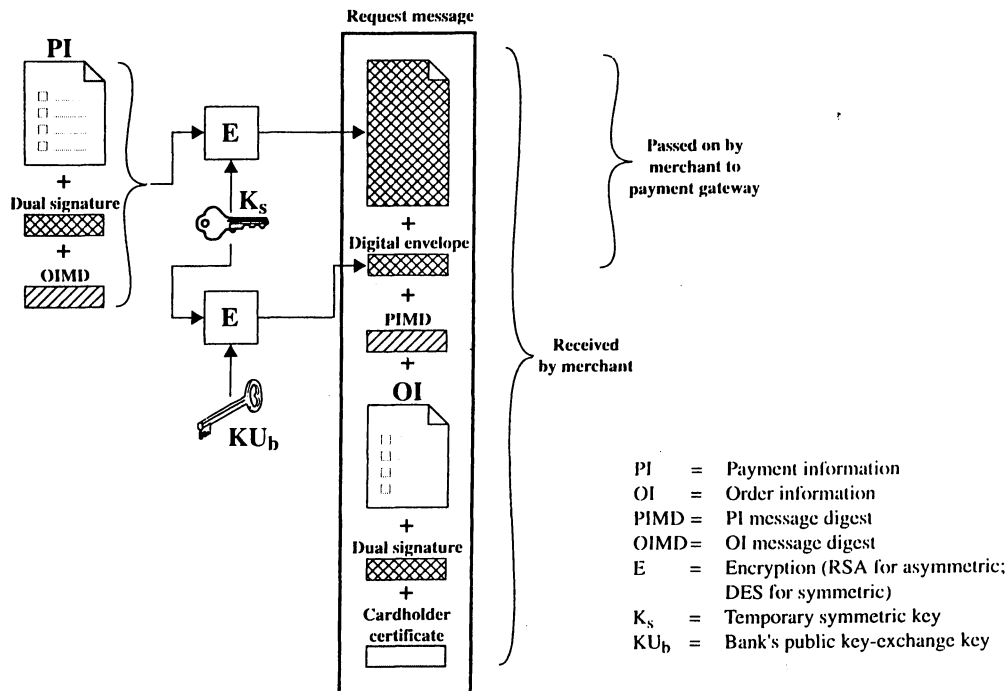 Request message
PI
+
Dual signature
+
OIMD
E
K_s
E
KU_b
+
Digital envelope
+
PIMD
+
OI
+
Dual signature
+
Cardholder
certificate
Passed on by
merchant to
payment gateway
Received
by merchant
PI = Payment information
OI = Order information
PIMD = PI message digest
OIMD = OI message digest
E = Encryption (RSA for asymmetric;
DES for symmetric)
K_s = Temporary symmetric key
KU_b = Bank's public key-exchange key